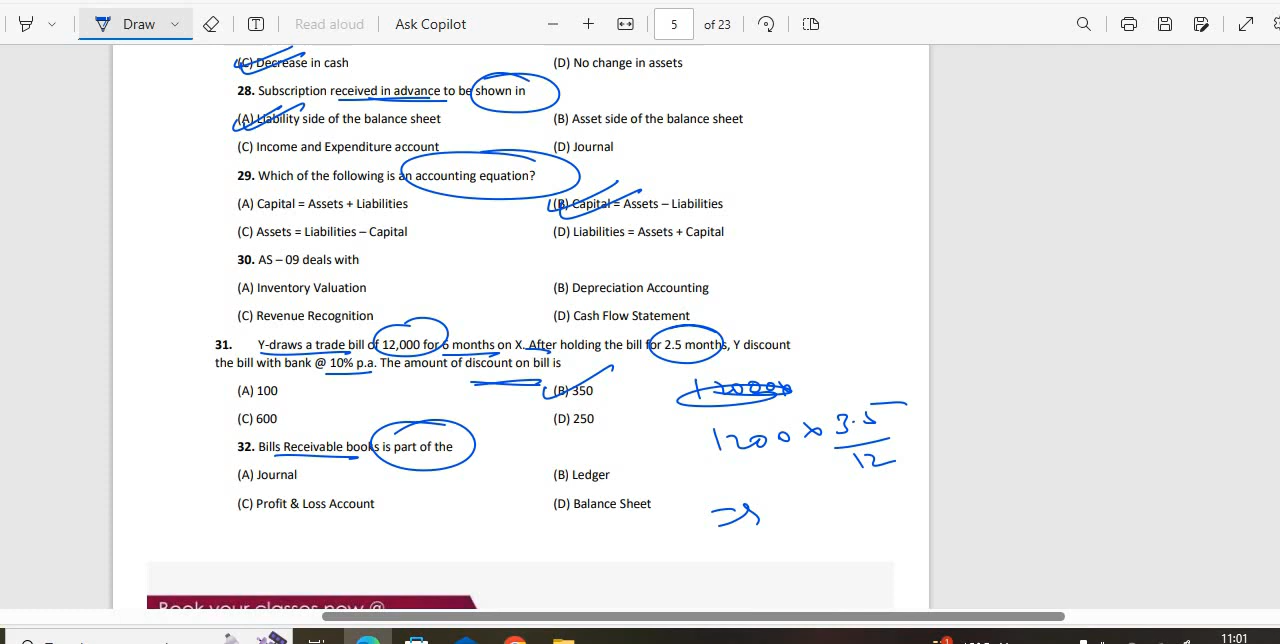 Draw
Read aloud
Ask Copilot
5 of 23
(C) Decrease in cash (D) No change in assets
28. Subscription received in advance to be shown in
(A) Liability side of the balance sheet (B) Asset side of the balance sheet
(C) Income and Expenditure account (D) Journal
29. Which of the following is an accounting equation?
(A) Capital = Assets + Liabilities (B) Capital = Assets – Liabilities
(C) Assets = Liabilities – Capital (D) Liabilities = Assets + Capital
30. AS – 09 deals with
(A) Inventory Valuation (B) Depreciation Accounting
(C) Revenue Recognition (D) Cash Flow Statement
31. Y-draws a trade bill of 12,000 for 6 months on X. After holding the bill for 2.5 months, Y discount
the bill with bank @ 10% p.a. The amount of discount on bill is
(A) 100 (B) 350
(C) 600 (D) 250
1200 × 3.5
12
32. Bills Receivable books is part of the
(A) Journal (B) Ledger
(C) Profit & Loss Account (D) Balance Sheet
Book your classes now @
11:01